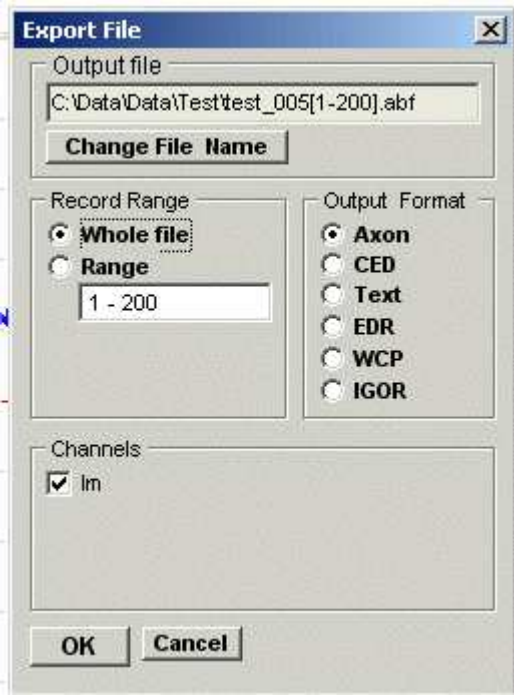 Export File
Output file
C:\Data\Data\Test\test_005[1-200].abf
Change File Name
Record Range
Whole file
Range
1 - 200
Output Format
Axon
CED
Text
EDR
WCP
IGOR
Channels
Im
OK
Cancel